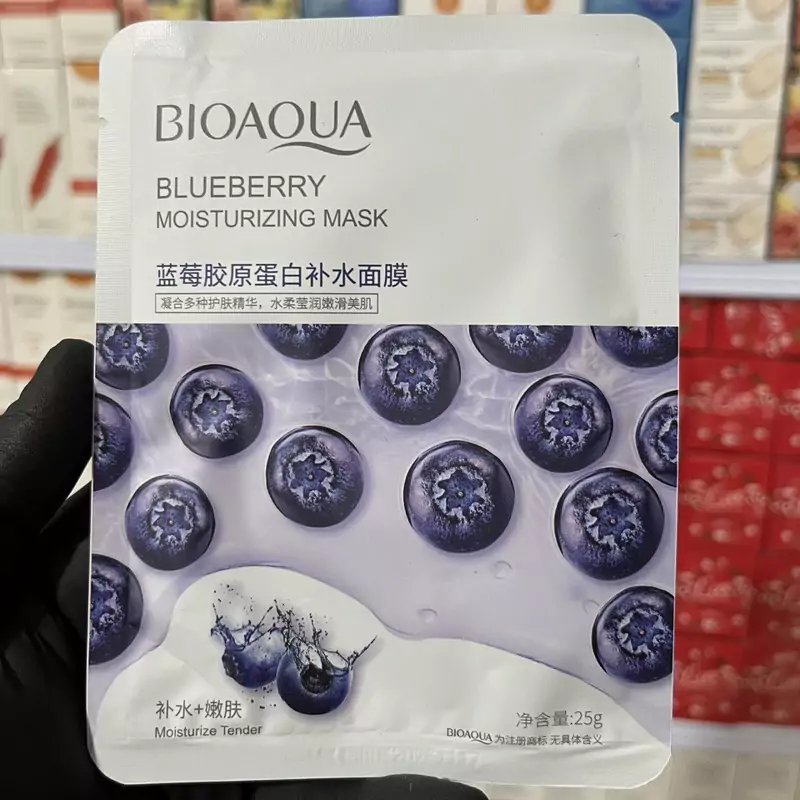 BIOAQUA
BLUEBERRY
MOISTURIZING MASK
蓝莓胶原蛋白补水面膜
凝合多种护肤精华，水柔莹润嫩滑美肌
补水+嫩肤
Moisturize Tender
净含量:25g
BIOAQUA 为注册商标 无具体含义